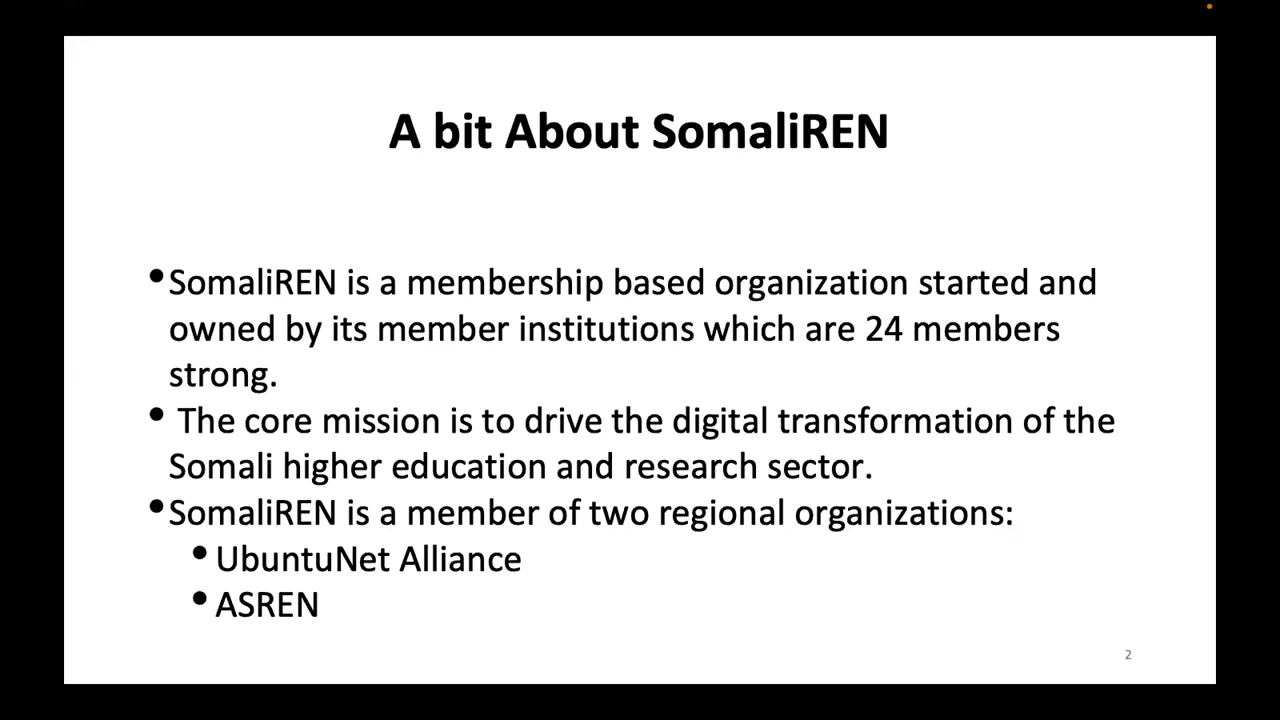 A bit About SomaliREN
•SomaliREN is a membership based organization started and
owned by its member institutions which are 24 members
strong.
• The core mission is to drive the digital transformation of the
Somali higher education and research sector.
•SomaliREN is a member of two regional organizations:
•UbuntuNet Alliance
•ASREN
2